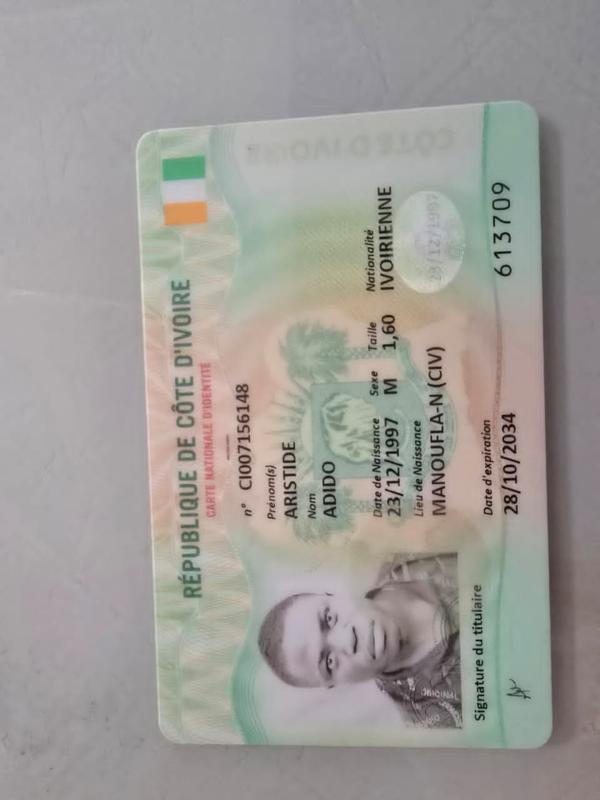 CÔTE D'IVOIRE
RÉPUBLIQUE DE CÔTE D'IVOIRE
CARTE NATIONALE D'IDENTITÉ
n° CI007156148
Prénom(s)
ARISTIDE
Nom
ADIDO
Date de Naissance Sexe Taille Nationalité
23/12/1997 M 1,60 IVOIRIENNE
Lieu de Naissance
MANOUFLA-N (CIV)
23/12/1997
Date d'expiration
28/10/2034
613709
Signature du titulaire
ORIGINAL